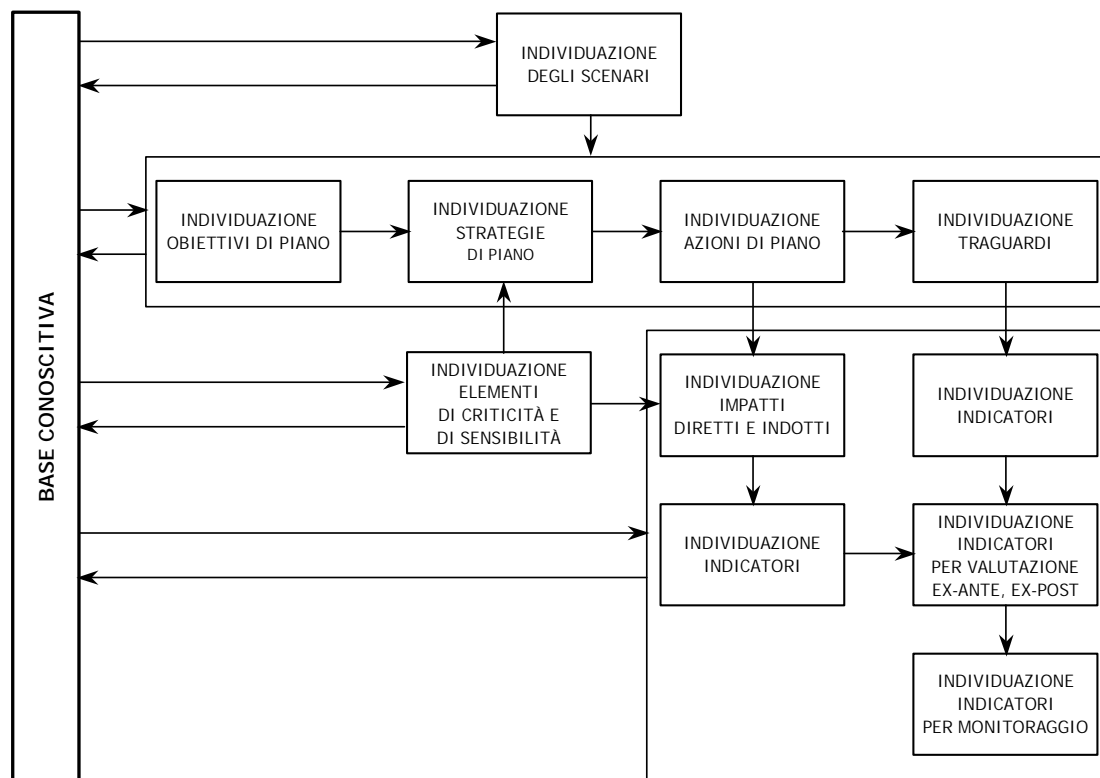 INDIVIDUAZIONE
DEGLI SCENARI
BASE CONOSCITIVA
INDIVIDUAZIONE
OBIETTIVI DI PIANO
INDIVIDUAZIONE
STRATEGIE
DI PIANO
INDIVIDUAZIONE
AZIONI DI PIANO
INDIVIDUAZIONE
TRAGUARDI
INDIVIDUAZIONE
ELEMENTI
DI CRITICITÀ E
DI SENSIBILITÀ
INDIVIDUAZIONE
IMPATTI
DIRETTI E INDOTTI
INDIVIDUAZIONE
INDICATORI
INDIVIDUAZIONE
INDICATORI
INDIVIDUAZIONE
INDICATORI
PER VALUTAZIONE
EX-ANTE, EX-POST
INDIVIDUAZIONE
INDICATORI
PER MONITORAGGIO